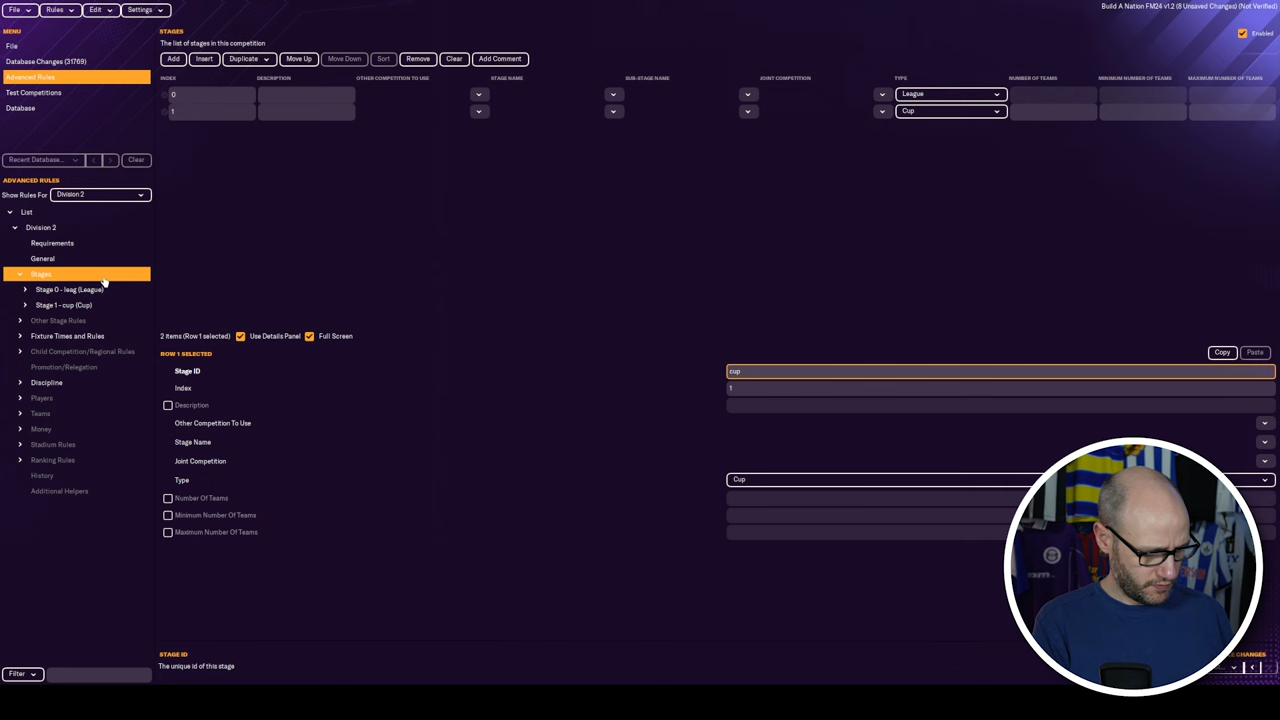 File Rules Edit Settings
Build A Nation FM24 v1.2 (8 Unsaved Changes) (Not Verified)
MENU
File
Database Changes (31769)
Advanced Rules
Test Competitions
Database
Recent Database... Clear
ADVANCED RULES
Show Rules For Division 2
List
Division 2
Requirements
General
Stages
Stage 0 - leag (League)
Stage 1 - cup (Cup)
Other Stage Rules
Fixture Times and Rules
Child Competition/Regional Rules
Promotion/Relegation
Discipline
Players
Teams
Money
Stadium Rules
Ranking Rules
History
Additional Helpers
Filter
STAGES
Enabled
The list of stages in this competition
Add Insert Duplicate Move Up Move Down Sort Remove Clear Add Comment
INDEX DESCRIPTION OTHER COMPETITION TO USE STAGE NAME SUB-STAGE NAME JOINT COMPETITION TYPE NUMBER OF TEAMS MINIMUM NUMBER OF TEAMS MAXIMUM NUMBER OF TEAMS
0 League
1 Cup
2 Items (Row 1 selected) Use Details Panel Full Screen
ROW 1 SELECTED Copy Paste
Stage ID cup
Index 1
Description
Other Competition To Use
Stage Name
Joint Competition
Type Cup
Number Of Teams
Minimum Number Of Teams
Maximum Number Of Teams
STAGE ID
The unique id of this stage
CHANGES